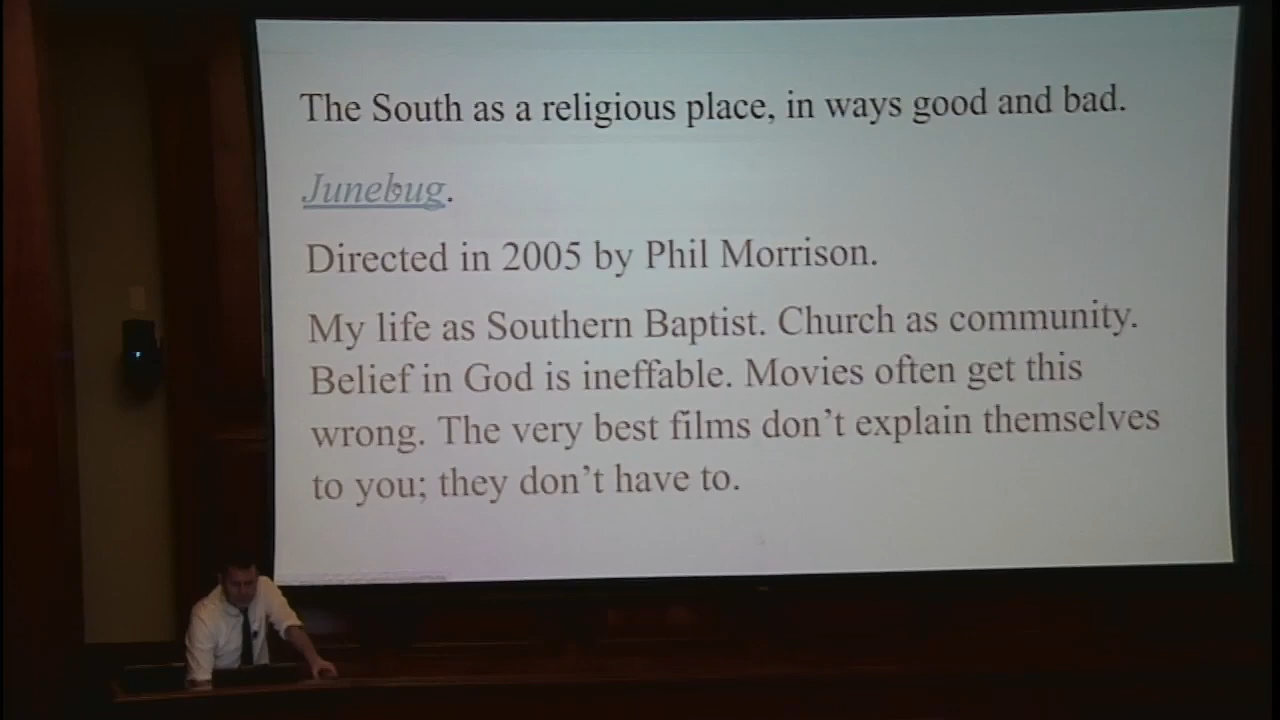 The South as a religious place, in ways good and bad.
Junebug.
Directed in 2005 by Phil Morrison.
My life as Southern Baptist. Church as community.
Belief in God is ineffable. Movies often get this
wrong. The very best films don’t explain themselves
to you; they don’t have to.